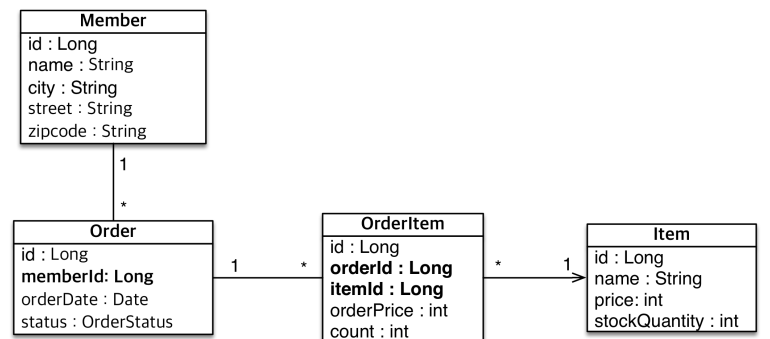 Member
id : Long
name : String
city : String
street : String
zipcode : String
1
*
Order
id : Long
memberId: Long
orderDate : Date
status : OrderStatus
1
*
OrderItem
id : Long
orderId : Long
itemId : Long
orderPrice : int
count : int
*
1
Item
id : Long
name : String
price: int
stockQuantity : int